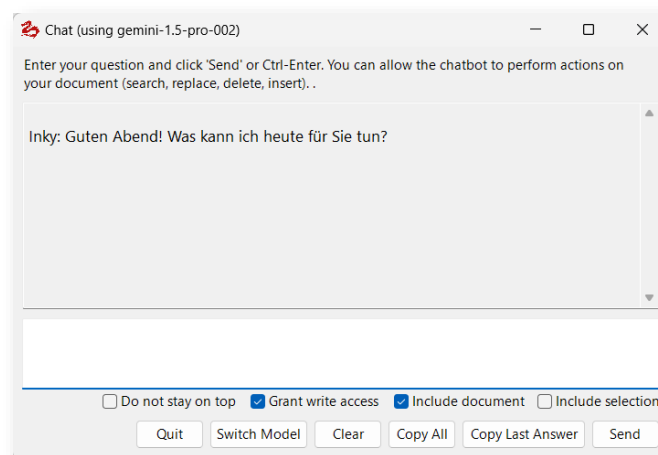 Chat (using gemini-1.5-pro-002)
Enter your question and click 'Send' or Ctrl-Enter. You can allow the chatbot to perform actions on
your document (search, replace, delete, insert). .
Inky: Guten Abend! Was kann ich heute für Sie tun?
Do not stay on top Grant write access Include document Include selection
Quit Switch Model Clear Copy All Copy Last Answer Send